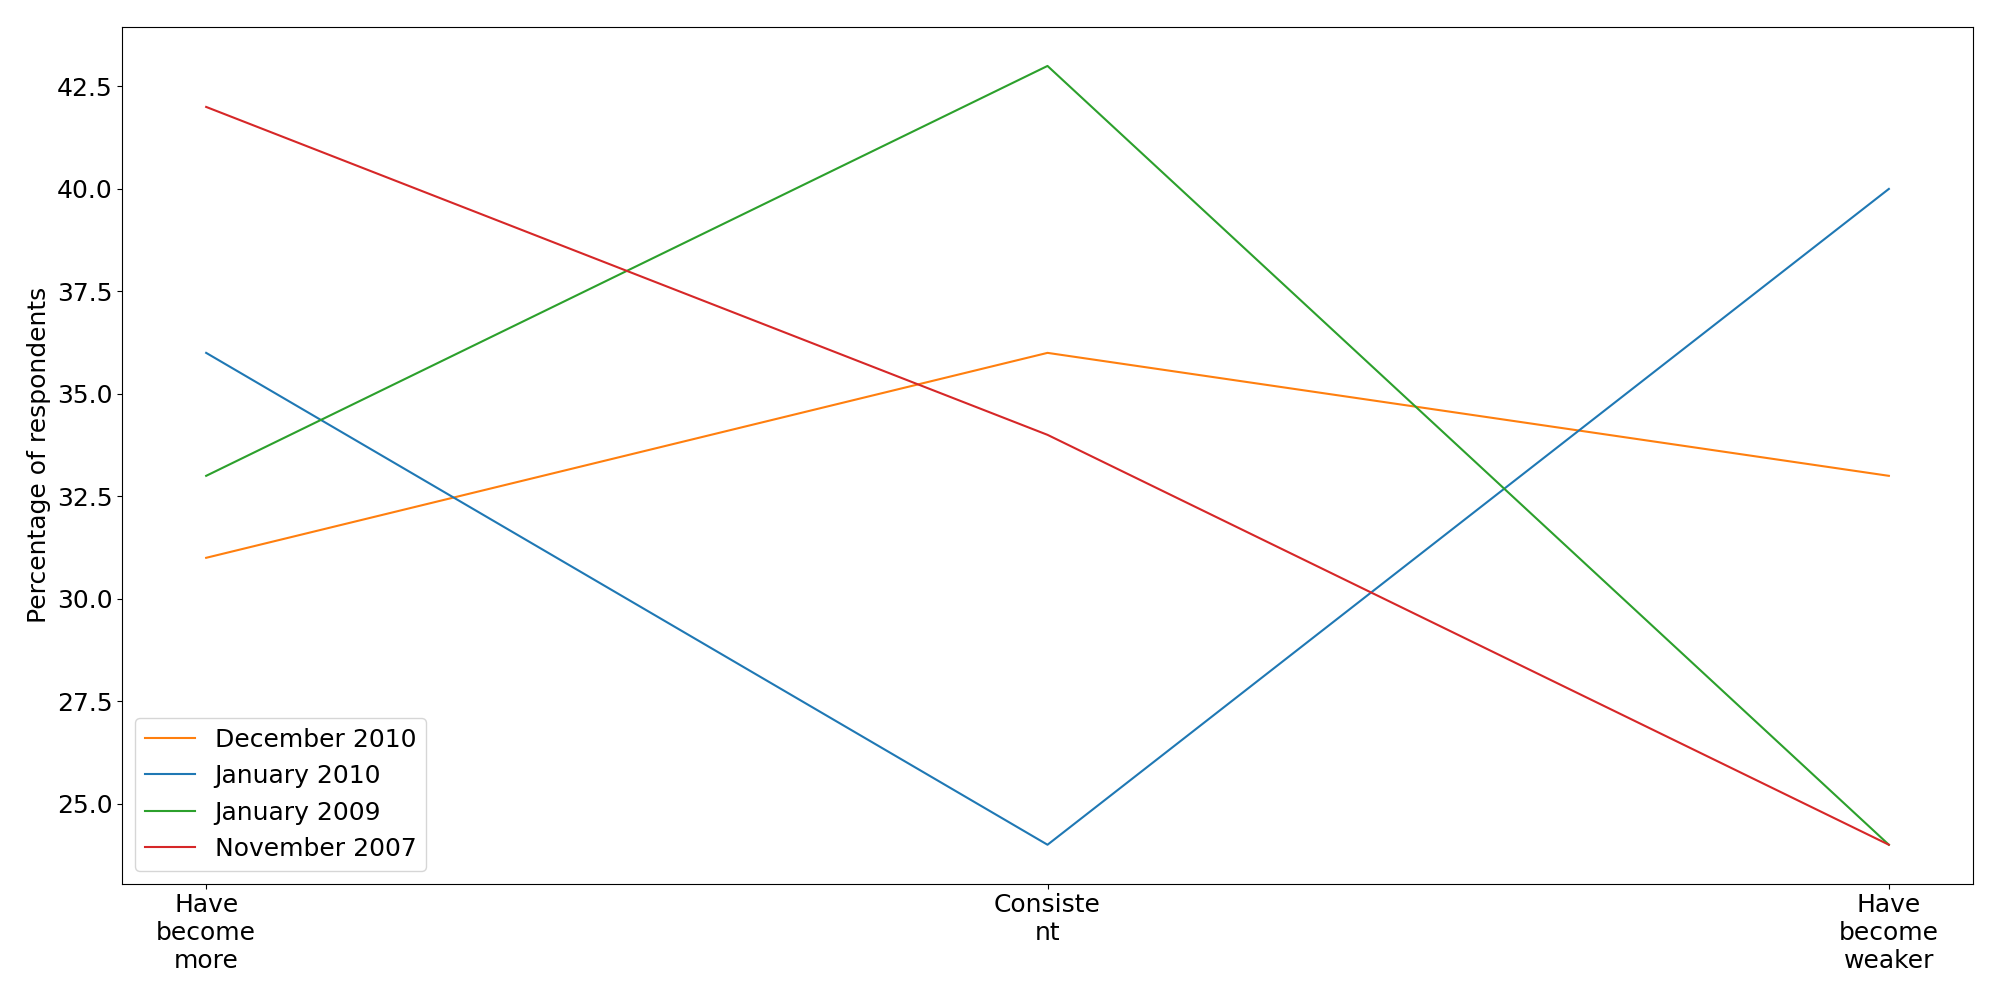 Percentage of respondents
42.5
40.0
37.5
35.0
32.5
30.0
27.5
25.0
December 2010
January 2010
January 2009
November 2007
Have
become
more
Consiste
nt
Have
become
weaker